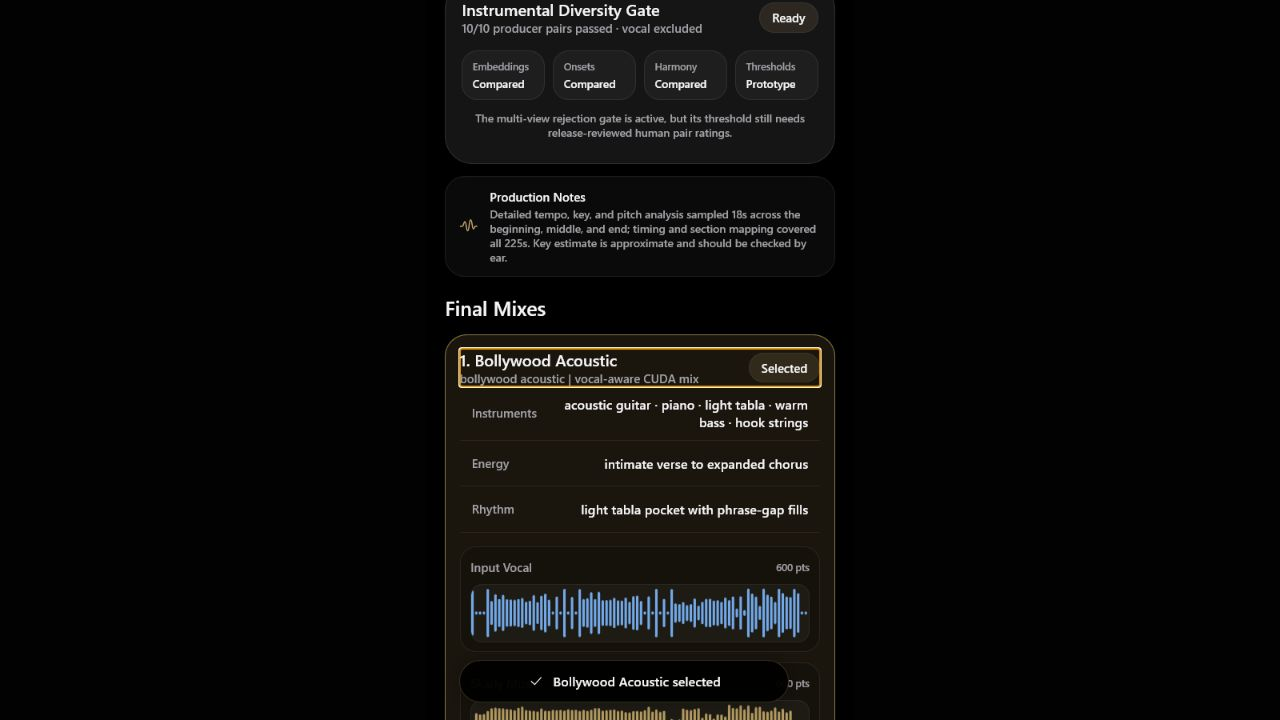 Instrumental Diversity Gate
10/10 producer pairs passed · vocal excluded
Ready
Embeddings
Compared
Onsets
Compared
Harmony
Compared
Thresholds
Prototype
The multi-view rejection gate is active, but its threshold still needs
release-reviewed human pair ratings.
Production Notes
Detailed tempo, key, and pitch analysis sampled 18s across the
beginning, middle, and end; timing and section mapping covered
all 225s. Key estimate is approximate and should be checked by
ear.
Final Mixes
1. Bollywood Acoustic
bollywood acoustic | vocal-aware CUDA mix
Selected
Instruments
acoustic guitar · piano · light tabla · warm
bass · hook strings
Energy
intimate verse to expanded chorus
Rhythm
light tabla pocket with phrase-gap fills
Input Vocal
600 pts
Bollywood Acoustic selected
pts